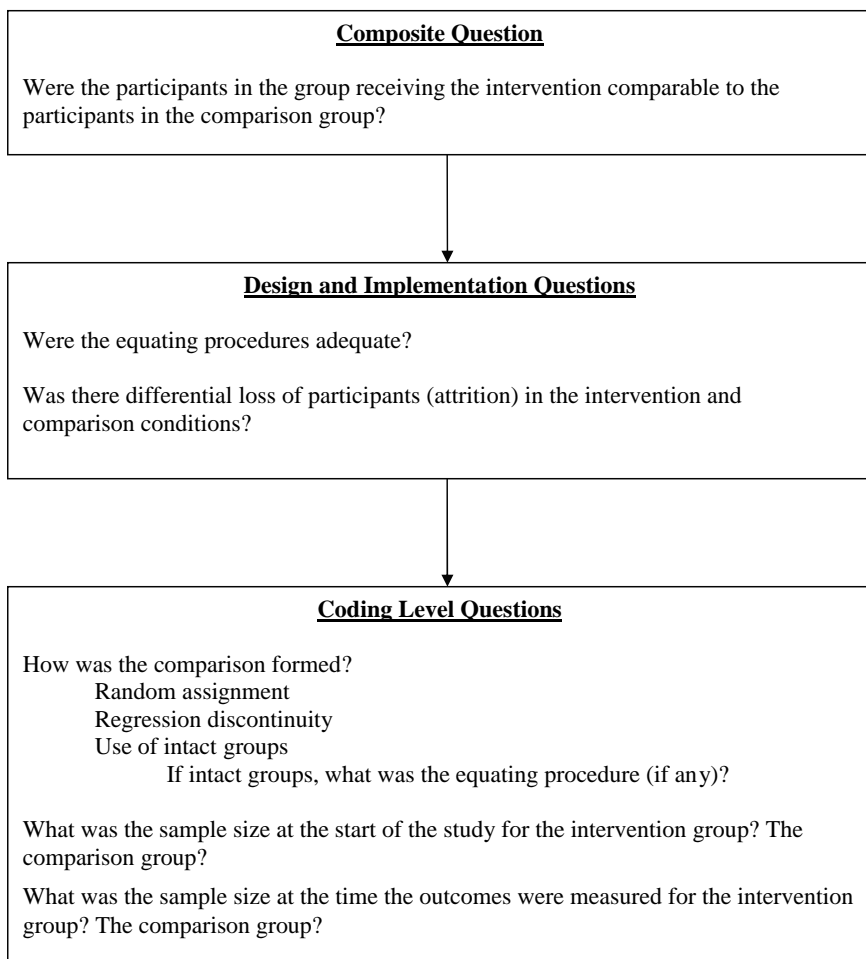 Composite Question
Were the participants in the group receiving the intervention comparable to the
participants in the comparison group?
Design and Implementation Questions
Were the equating procedures adequate?
Was there differential loss of participants (attrition) in the intervention and
comparison conditions?
Coding Level Questions
How was the comparison formed?
Random assignment
Regression discontinuity
Use of intact groups
If intact groups, what was the equating procedure (if any)?
What was the sample size at the start of the study for the intervention group? The
comparison group?
What was the sample size at the time the outcomes were measured for the intervention
group? The comparison group?